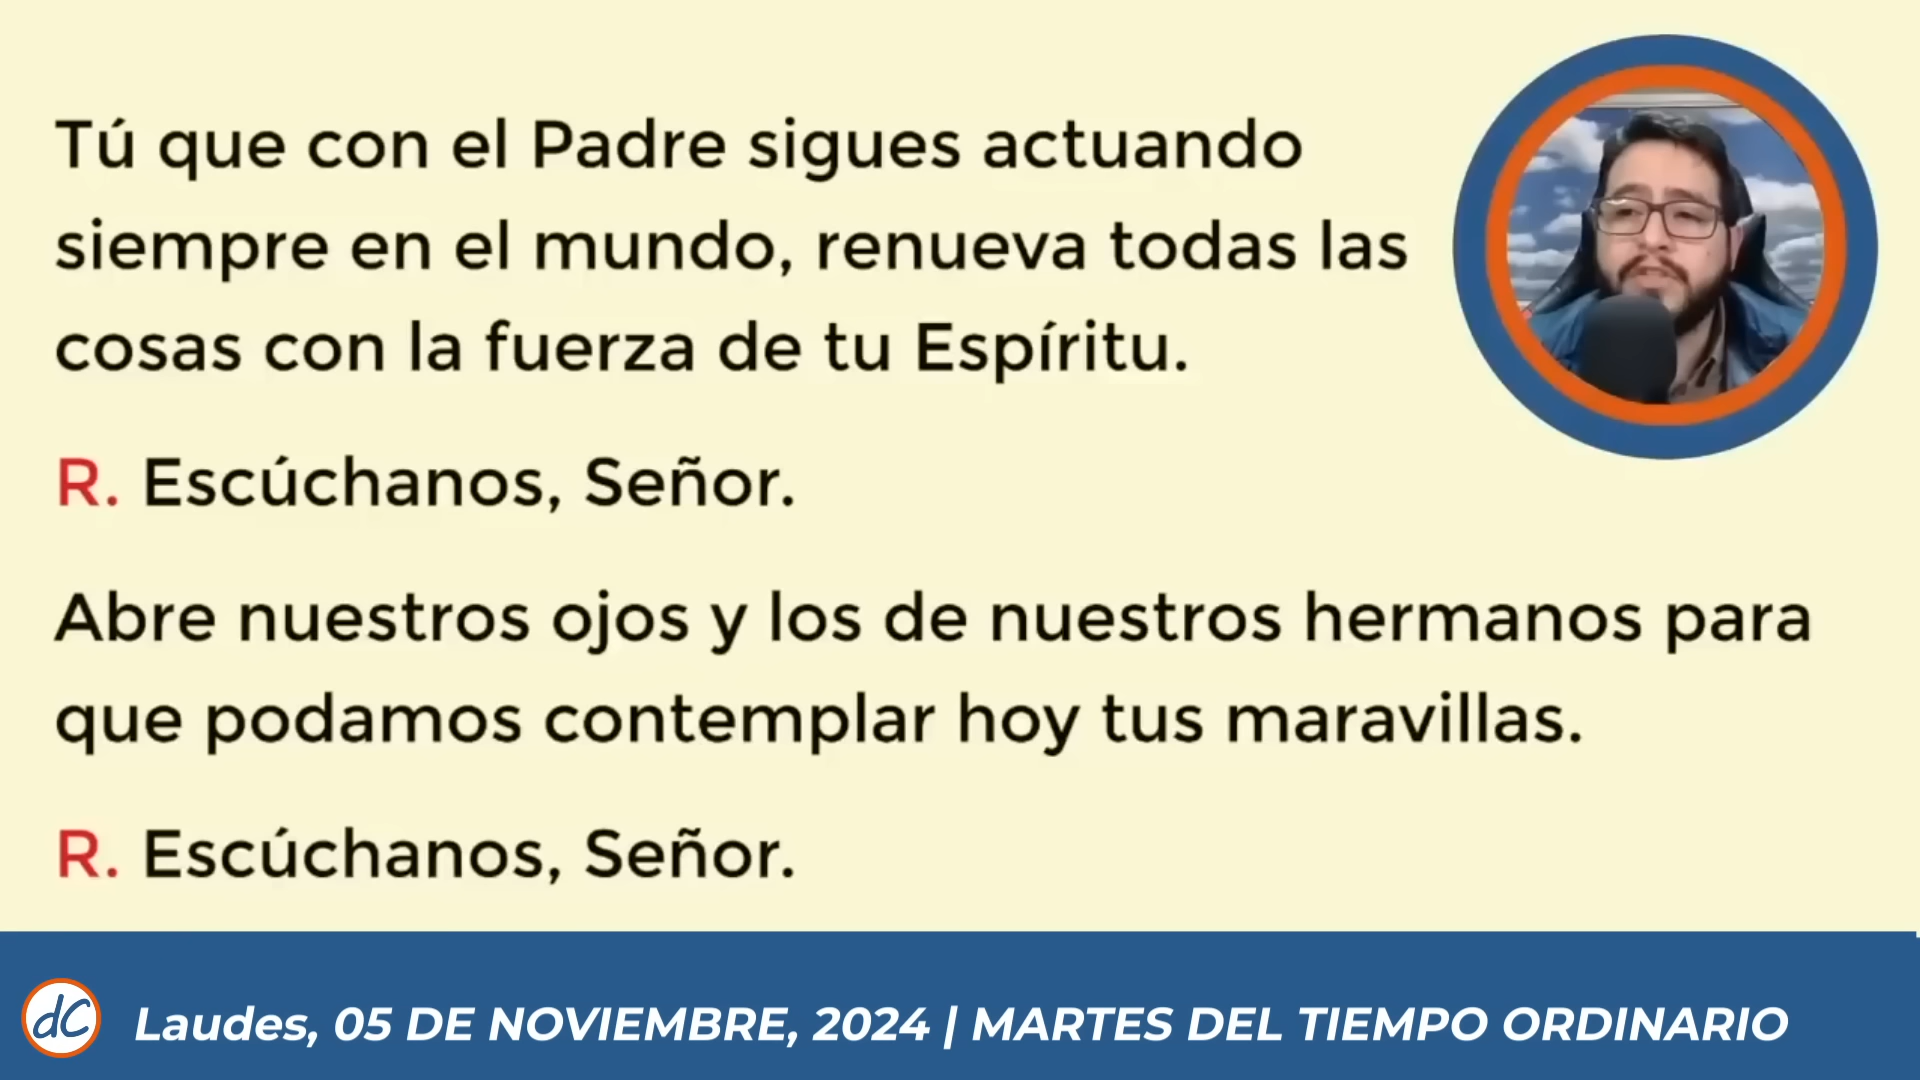 Tú que con el Padre sigues actuando
siempre en el mundo, renueva todas las
cosas con la fuerza de tu Espíritu.
R. Escúchanos, Señor.
Abre nuestros ojos y los de nuestros hermanos para
que podamos contemplar hoy tus maravillas.
R. Escúchanos, Señor.
dC
Laudes, 05 DE NOVIEMBRE, 2024 | MARTES DEL TIEMPO ORDINARIO